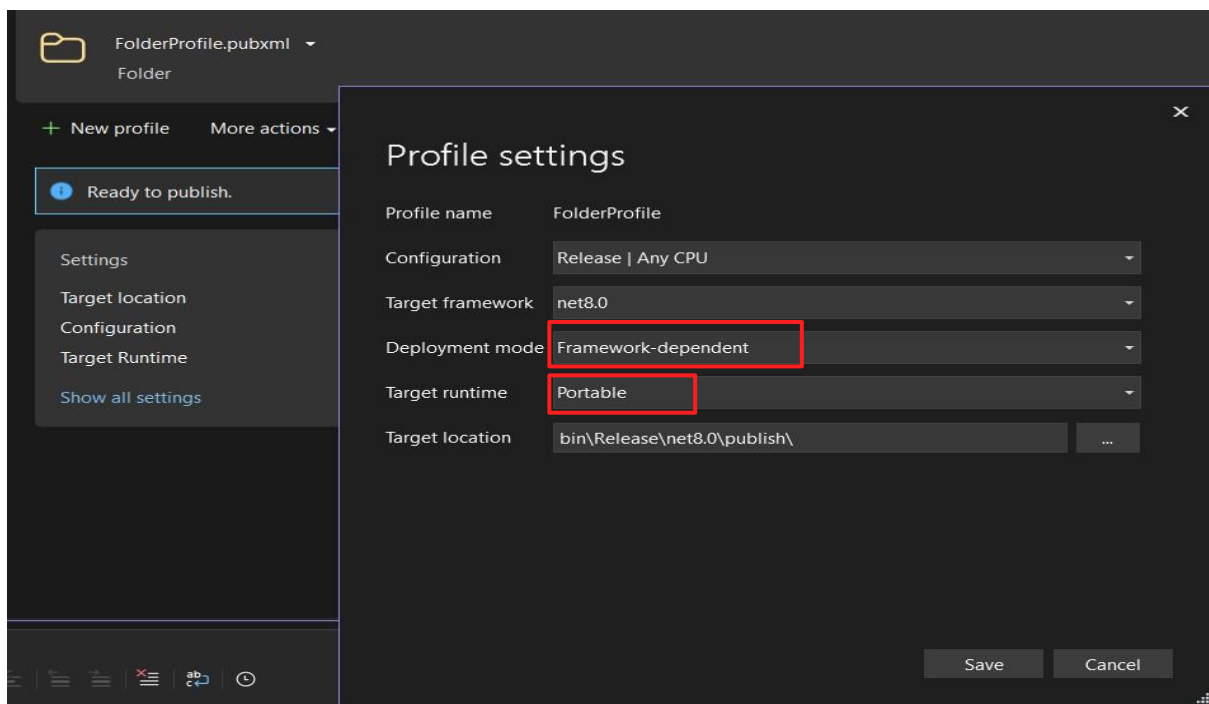 FolderProfile.pubxml
Folder
New profile More actions
Ready to publish.
Settings
Target location
Configuration
Target Runtime
Show all settings
Profile settings
Profile name FolderProfile
Configuration Release | Any CPU
Target framework net8.0
Deployment mode Framework-dependent
Target runtime Portable
Target location bin\Release\net8.0\publish\ ...
Save Cancel